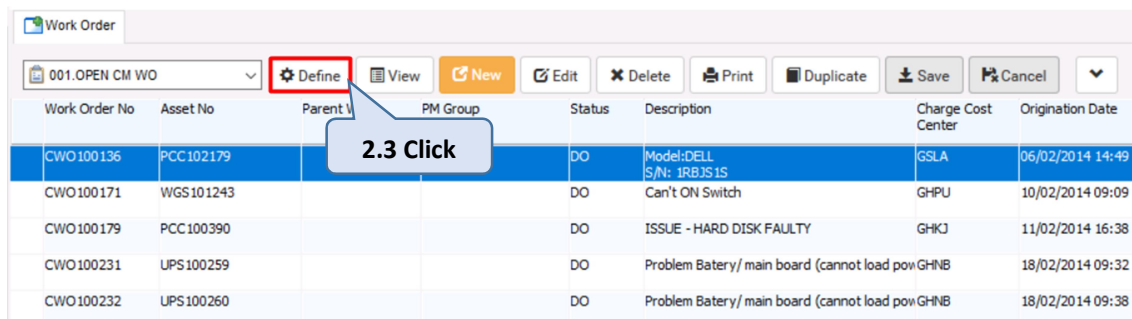 Work Order
001.OPEN CM WO Define View New Edit Delete Print Duplicate Save Cancel
Work Order No Asset No Parent PM Group Status Description Charge Cost Center Origination Date
2.3 Click
CWO100136 PCC102179 DO Model:DELL GSLA 06/02/2014 14:49
S/N: 1RBJS1S
CWO100171 WGS101243 DO Can't ON Switch GHPU 10/02/2014 09:09
CWO100179 PCC100390 DO ISSUE - HARD DISK FAULTY GHKJ 11/02/2014 16:38
CWO100231 UPS100259 DO Problem Batery/ main board (cannot load pow GHNB 18/02/2014 09:32
CWO100232 UPS100260 DO Problem Batery/ main board (cannot load pow GHNB 18/02/2014 09:38